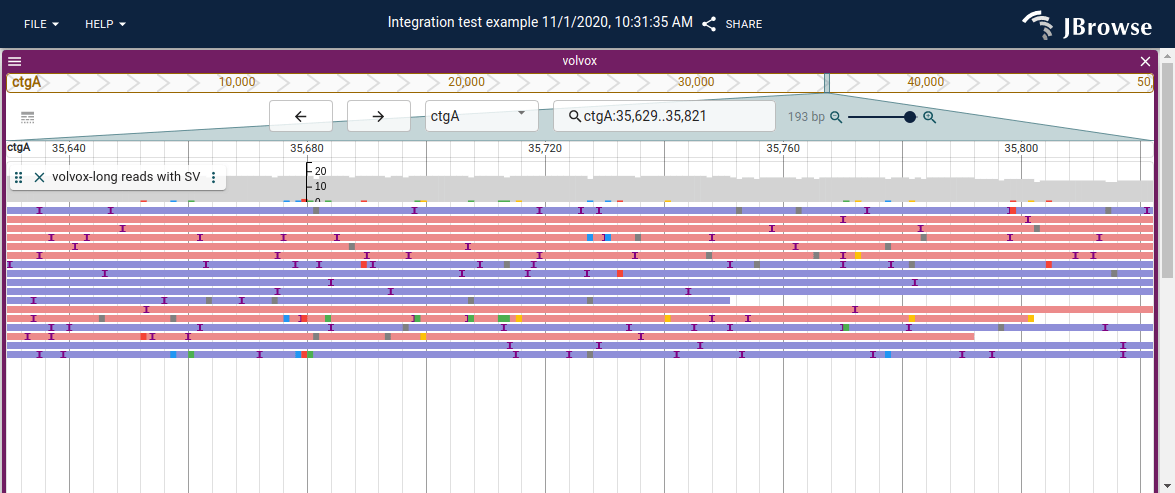 FILE HELP Integration test example 11/1/2020, 10:31:35 AM SHARE JBrowse
volvox
ctgA 10,000 20,000 30,000 40,000 50,
ctgA ctgA:35,629..35,821 193 bp
ctgA 35,640 35,680 35,720 35,760 35,800
volvox-long reads with SV
20
10
0